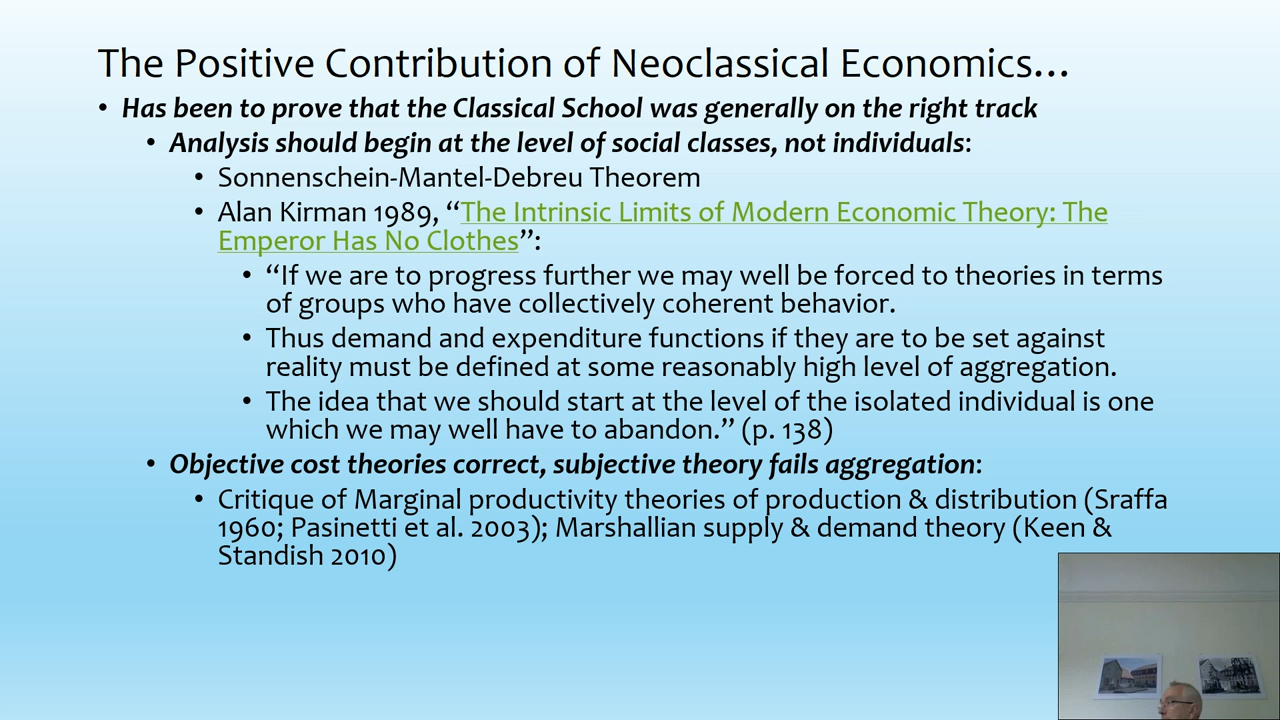 The Positive Contribution of Neoclassical Economics…
• Has been to prove that the Classical School was generally on the right track
• Analysis should begin at the level of social classes, not individuals:
• Sonnenschein-Mantel-Debreu Theorem
• Alan Kirman 1989, “The Intrinsic Limits of Modern Economic Theory: The
Emperor Has No Clothes”:
• “If we are to progress further we may well be forced to theories in terms
of groups who have collectively coherent behavior.
• Thus demand and expenditure functions if they are to be set against
reality must be defined at some reasonably high level of aggregation.
• The idea that we should start at the level of the isolated individual is one
which we may well have to abandon.” (p. 138)
• Objective cost theories correct, subjective theory fails aggregation:
• Critique of Marginal productivity theories of production & distribution (Sraffa
1960; Pasinetti et al. 2003); Marshallian supply & demand theory (Keen &
Standish 2010)